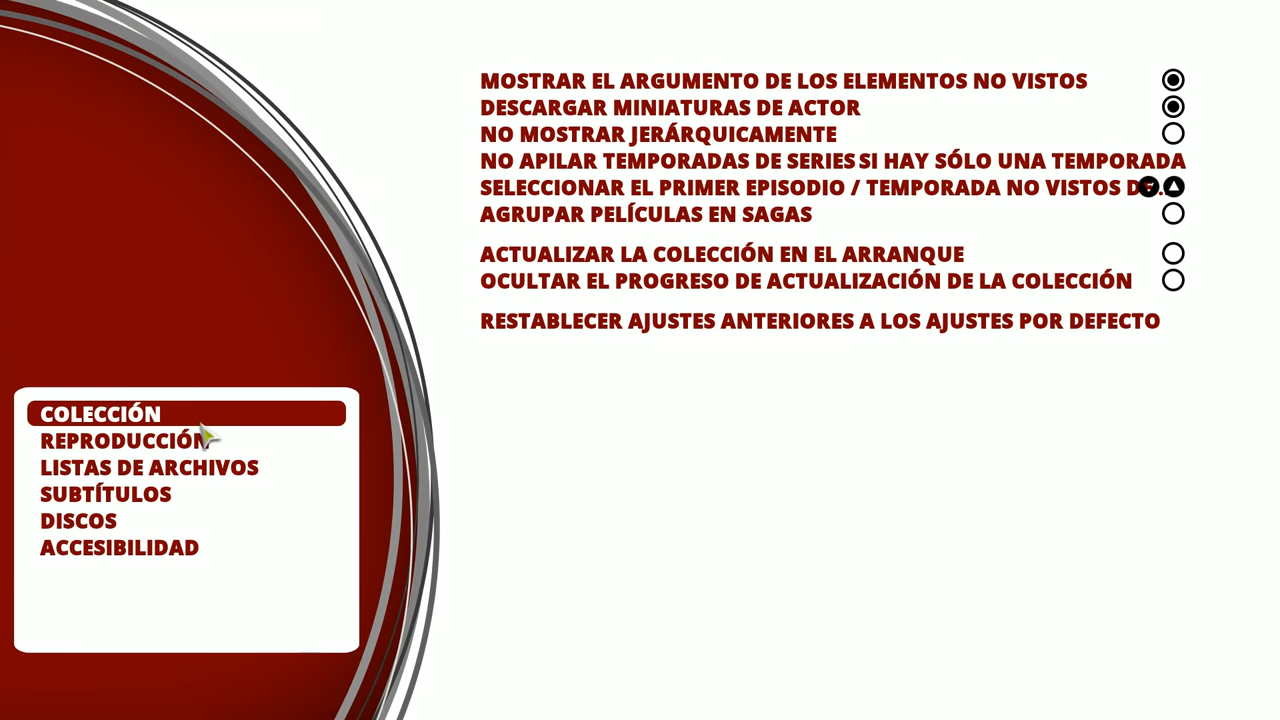 MOSTRAR EL ARGUMENTO DE LOS ELEMENTOS NO VISTOS
DESCARGAR MINIATURAS DE ACTOR
NO MOSTRAR JERÁRQUICAMENTE
NO APILAR TEMPORADAS DE SERIES SI HAY SÓLO UNA TEMPORADA
SELECCIONAR EL PRIMER EPISODIO / TEMPORADA NO VISTOS
AGRUPAR PELÍCULAS EN SAGAS
ACTUALIZAR LA COLECCIÓN EN EL ARRANQUE
OCULTAR EL PROGRESO DE ACTUALIZACIÓN DE LA COLECCIÓN
RESTABLECER AJUSTES ANTERIORES A LOS AJUSTES POR DEFECTO
COLECCIÓN
REPRODUCCIÓN
LISTAS DE ARCHIVOS
SUBTÍTULOS
DISCOS
ACCESIBILIDAD